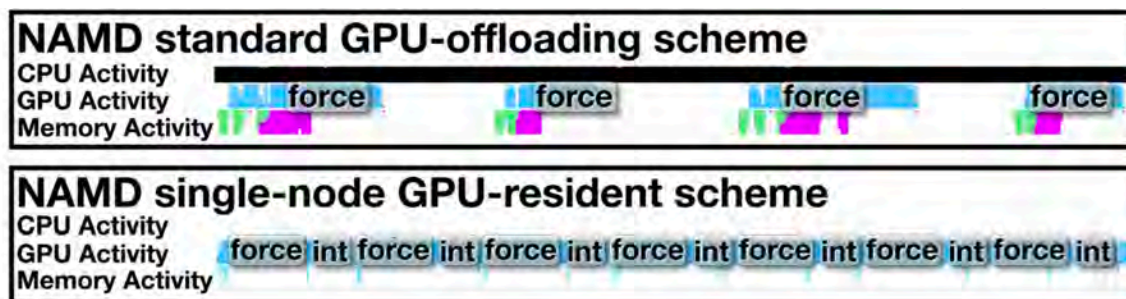 NAMD standard GPU-offloading scheme
CPU Activity
GPU Activity force force force force
Memory Activity
NAMD single-node GPU-resident scheme
CPU Activity
GPU Activity force int force int force int force int force int force int force int
Memory Activity